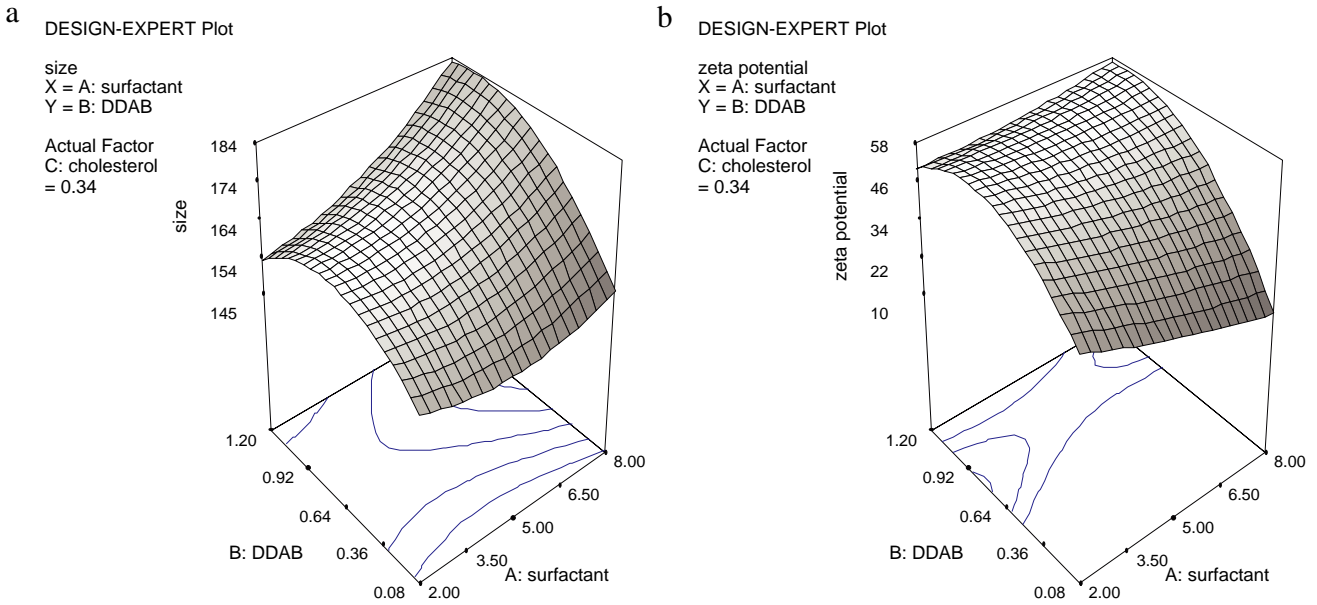 a
DESIGN-EXPERT Plot
size
X = A: surfactant
Y = B: DDAB
Actual Factor
C: cholesterol
= 0.34
184
174
164
154
145
size
1.20
0.92
0.64
0.36
0.08
B: DDAB
2.00
3.50
5.00
6.50
8.00
A: surfactant
b
DESIGN-EXPERT Plot
zeta potential
X = A: surfactant
Y = B: DDAB
Actual Factor
C: cholesterol
= 0.34
58
46
34
22
10
zeta potential
1.20
0.92
0.64
0.36
0.08
B: DDAB
2.00
3.50
5.00
6.50
8.00
A: surfactant